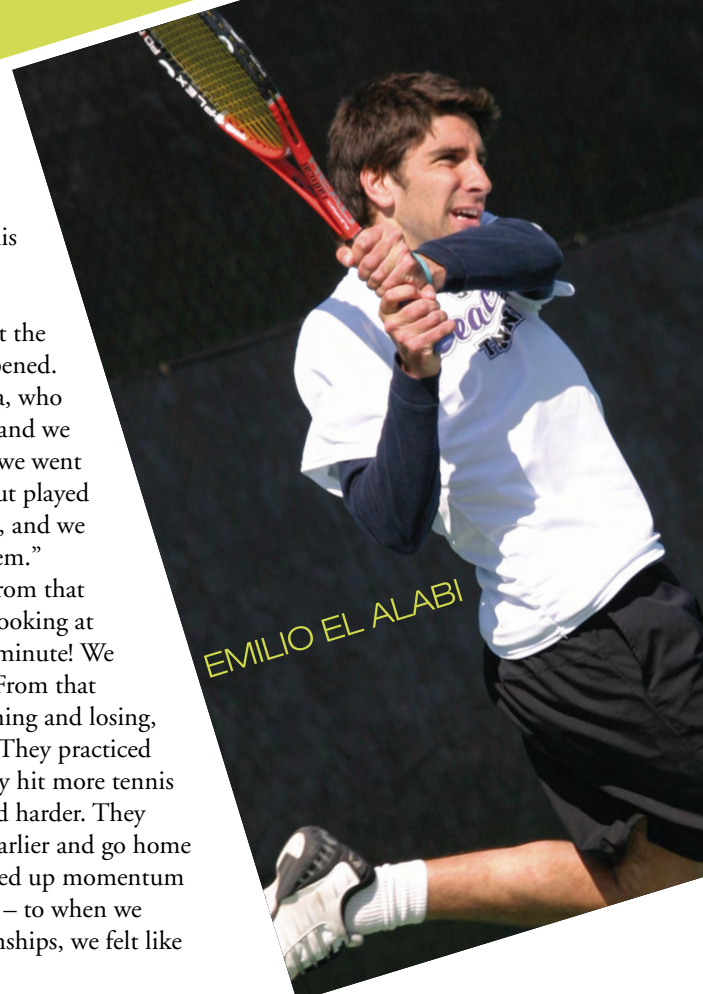 is
t the
ened.
a, who
and we
we went
ut played
, and we
em.”
rom that
ooking at
minute! We
From that
ning and losing,
They practiced
y hit more tennis
d harder. They
arlier and go home
ed up momentum
– to when we
nships, we felt like
EMILIO EL ALABI